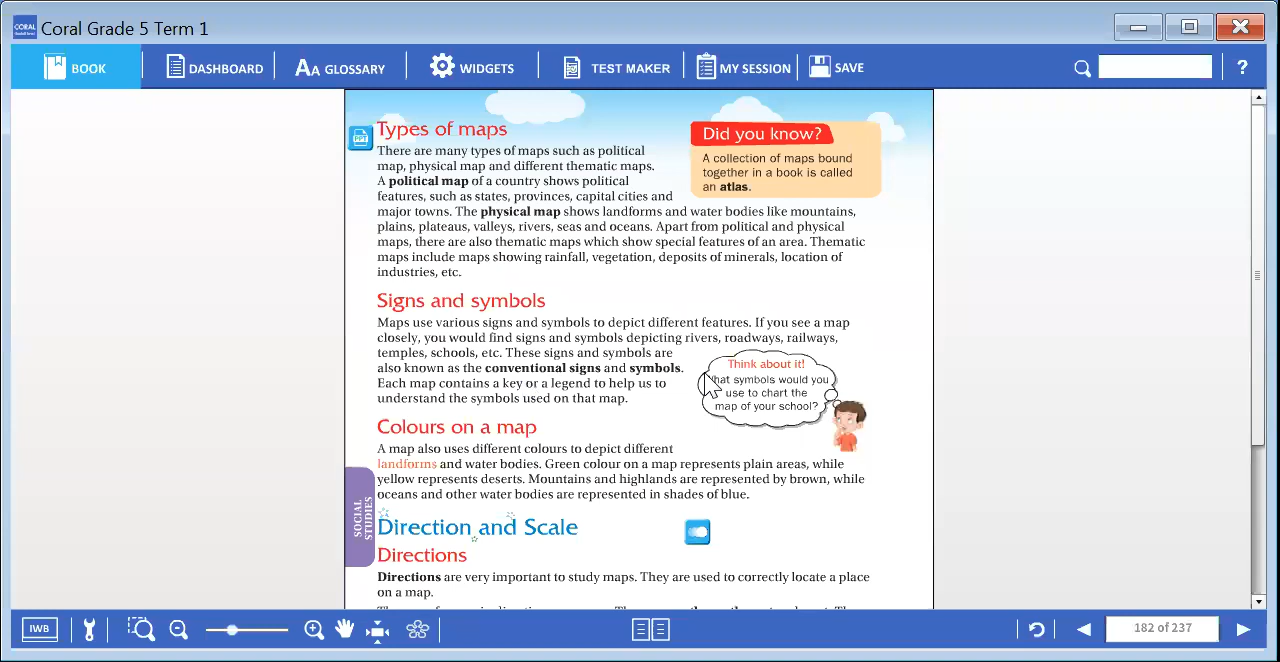 CORAL
Coral Grade 5 Term 1
BOOK
DASHBOARD
AA GLOSSARY
WIDGETS
TEST MAKER
MY SESSION
SAVE
?
PPT
Types of maps
There are many types of maps such as political
map, physical map and different thematic maps.
A political map of a country shows political
features, such as states, provinces, capital cities and
major towns. The physical map shows landforms and water bodies like mountains,
plains, plateaus, valleys, rivers, seas and oceans. Apart from political and physical
maps, there are also thematic maps which show special features of an area. Thematic
maps include maps showing rainfall, vegetation, deposits of minerals, location of
industries, etc.
Did you know?
A collection of maps bound
together in a book is called
an atlas.
Signs and symbols
Maps use various signs and symbols to depict different features. If you see a map
closely, you would find signs and symbols depicting rivers, roadways, railways,
temples, schools, etc. These signs and symbols are
also known as the conventional signs and symbols.
Each map contains a key or a legend to help us to
understand the symbols used on that map.
Think about it!
hat symbols would you
use to chart the
map of your school?
Colours on a map
A map also uses different colours to depict different
landforms and water bodies. Green colour on a map represents plain areas, while
yellow represents deserts. Mountains and highlands are represented by brown, while
oceans and other water bodies are represented in shades of blue.
SOCIAL
STUDIES
Direction and Scale
Directions
Directions are very important to study maps. They are used to correctly locate a place
on a map.
IWB
182 of 237